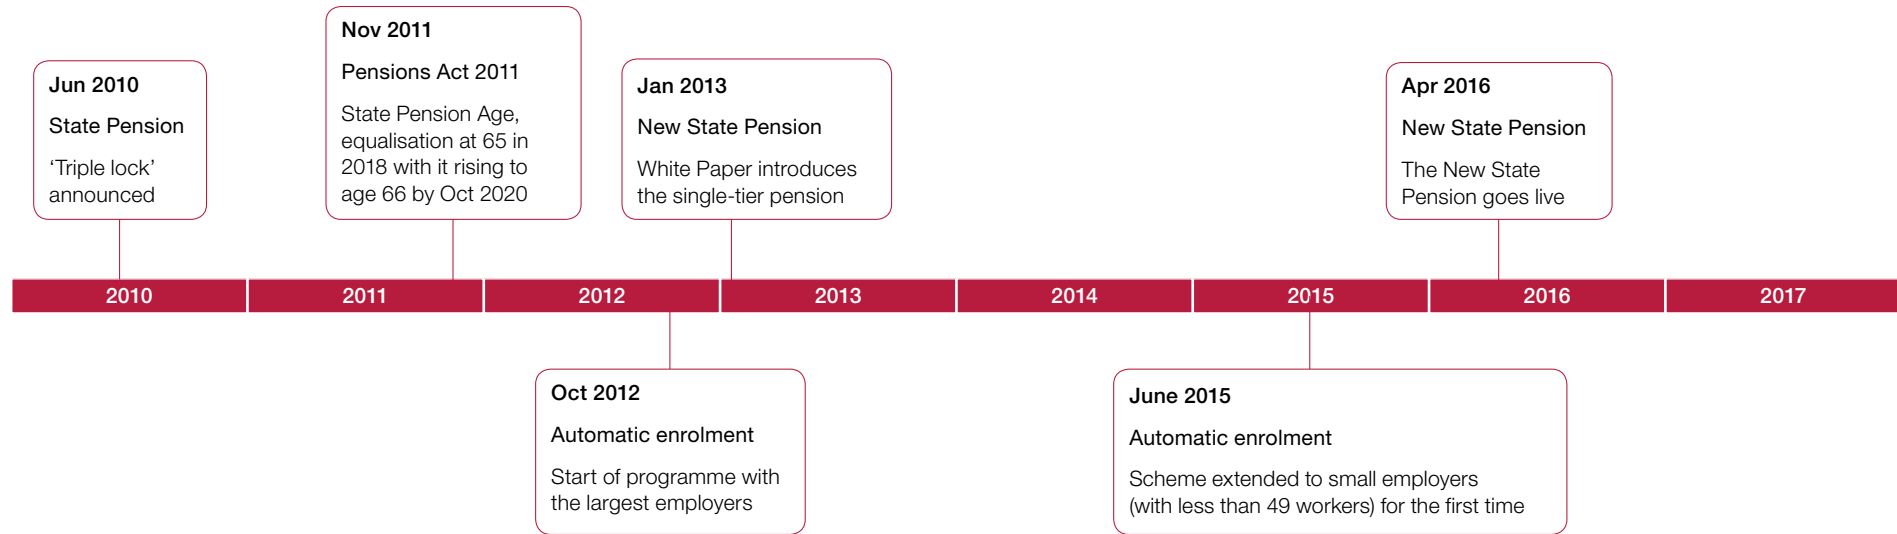 Jun 2010
State Pension
‘Triple lock’
announced
Nov 2011
Pensions Act 2011
State Pension Age,
equalisation at 65 in
2018 with it rising to
age 66 by Oct 2020
Jan 2013
New State Pension
White Paper introduces
the single-tier pension
Apr 2016
New State Pension
The New State
Pension goes live
2010 2011 2012 2013 2014 2015 2016 2017
Oct 2012
Automatic enrolment
Start of programme with
the largest employers
June 2015
Automatic enrolment
Scheme extended to small employers
(with less than 49 workers) for the first time